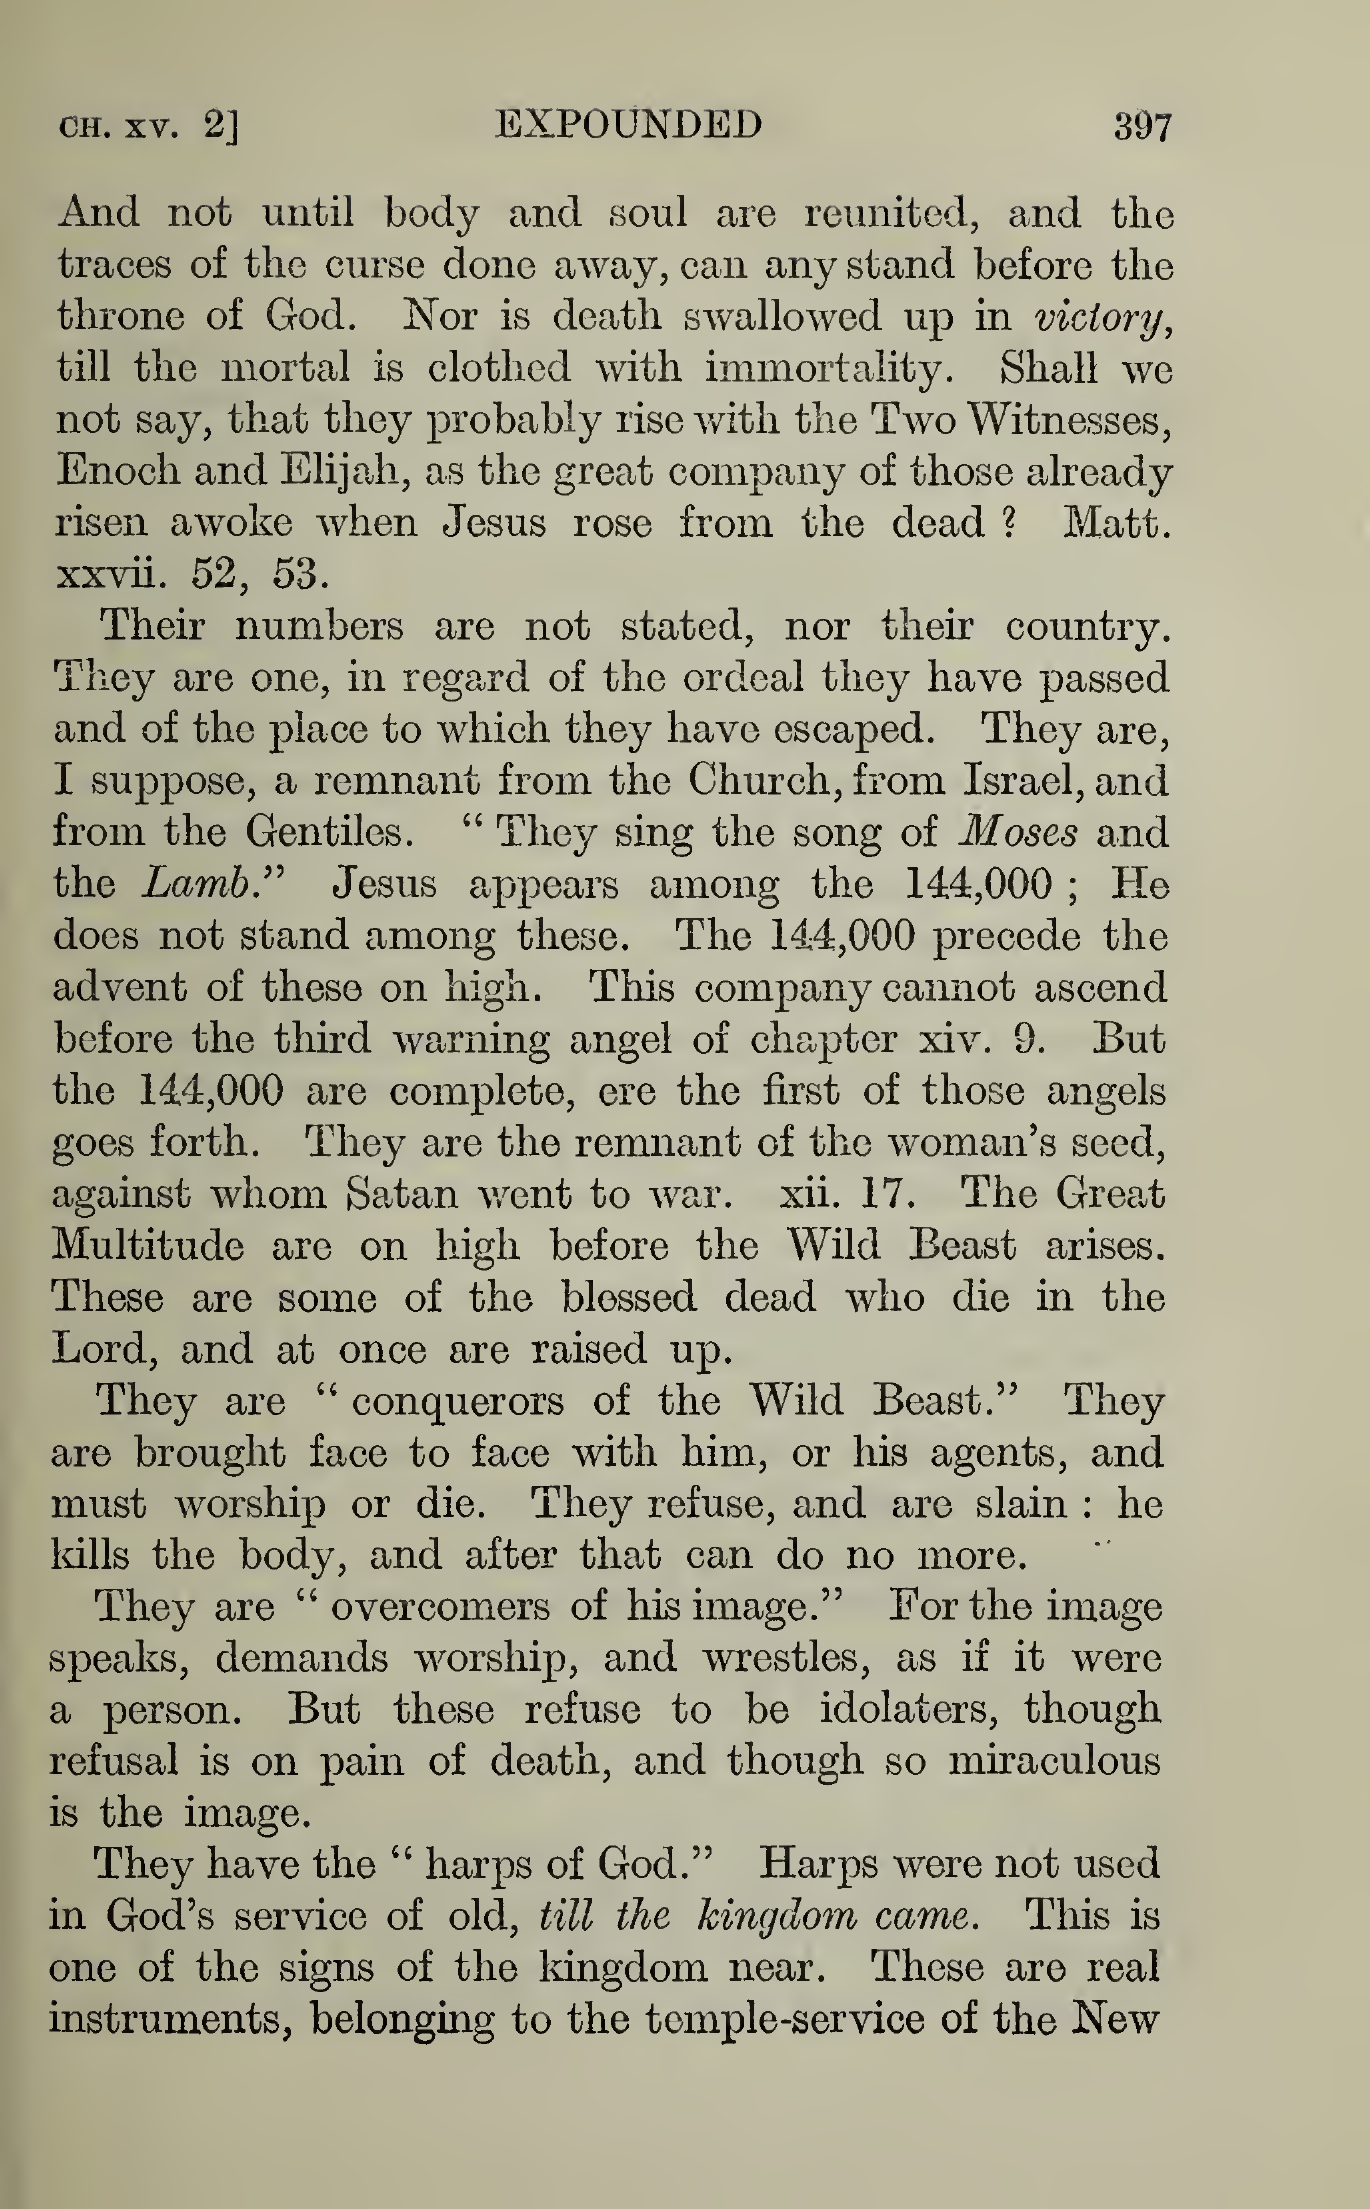 CH. XV. 2] EXPOUNDED 397
And not until body and soul are reunited, and the
traces of the curse done away, can any stand before the
throne of God. Nor is death swallowed up in victory,
till the mortal is clothed with immortality. Shall we
not say, that they probably rise with the Two Witnesses,
Enoch and Elijah, as the great company of those already
risen awoke when Jesus rose from the dead ? Matt.
xxvii. 52, 53.
Their numbers are not stated, nor their country.
They are one, in regard of the ordeal they have passed
and of the place to which they have escaped. They are,
I suppose, a remnant from the Church, from Israel, and
from the Gentiles. “ They sing the song of Moses and
the Lamb.” Jesus appears among the 144,000 ; He
does not stand among these. The 144,000 precede the
advent of these on high. This company cannot ascend
before the third warning angel of chapter xiv. 9. But
the 144,000 are complete, ere the first of those angels
goes forth. They are the remnant of the woman’s seed,
against whom Satan went to war. xii. 17. The Great
Multitude are on high before the Wild Beast arises.
These are some of the blessed dead who die in the
Lord, and at once are raised up.
They are “ conquerors of the Wild Beast.” They
are brought face to face with him, or his agents, and
must worship or die. They refuse, and are slain : he
kills the body, and after that can do no more.
They are “ overcomers of his image.” For the image
speaks, demands worship, and wrestles, as if it were
a person. But these refuse to be idolaters, though
refusal is on pain of death, and though so miraculous
is the image.
They have the “ harps of God.” Harps were not used
in God’s service of old, till the kingdom came. This is
one of the signs of the kingdom near. These are real
instruments, belonging to the temple-service of the New